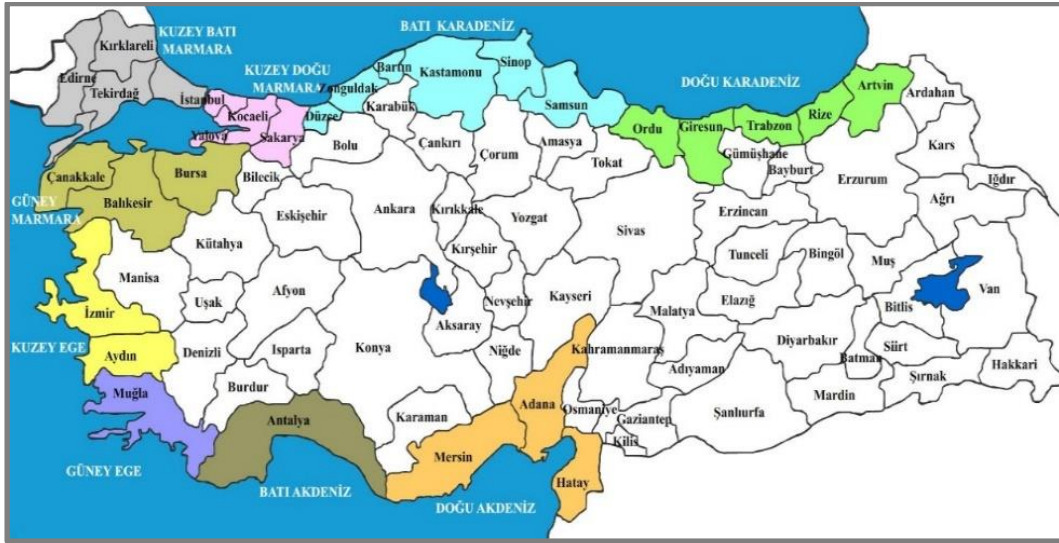 KUZEY BATI
MARMARA
BATI KARADENİZ
KUZEY DOĞU
MARMARA
DOĞU KARADENİZ
Kırklareli
Edirne
Tekirdağ
İstanbul
Kocaeli
Yalova
Sakarya
Düzce
Zonguldak
Bartın
Kastamonu
Sinop
Karabük
Samsun
Bolu
Çankırı
Çorum
Amasya
Tokat
Ordu
Giresun
Trabzon
Rize
Artvin
Ardahan
Gümüşhane
Bayburt
Kars
Erzurum
Iğdır
Ağrı
Çanakkale
Bursa
Bilecik
GÜNEY
MARMARA
Balıkesir
Eskişehir
Ankara
Kırıkkale
Yozgat
Sivas
Erzincan
Kütahya
Kırşehir
Tunceli
Bingöl
Muş
Van
Manisa
Uşak
Afyon
Nevşehir
Kayseri
Malatya
Elazığ
Bitlis
İzmir
Aksaray
KUZEY EGE
Aydın
Denizli
Isparta
Konya
Niğde
Kahramanmaraş
Adıyaman
Diyarbakır
Batman
Siirt
Hakkari
Şırnak
Mardin
Muğla
Burdur
Antalya
Karaman
Adana
Osmaniye
Gaziantep
Şanlıurfa
Kilis
Mersin
Hatay
GÜNEY EGE
BATI AKDENİZ
DOĞU AKDENİZ